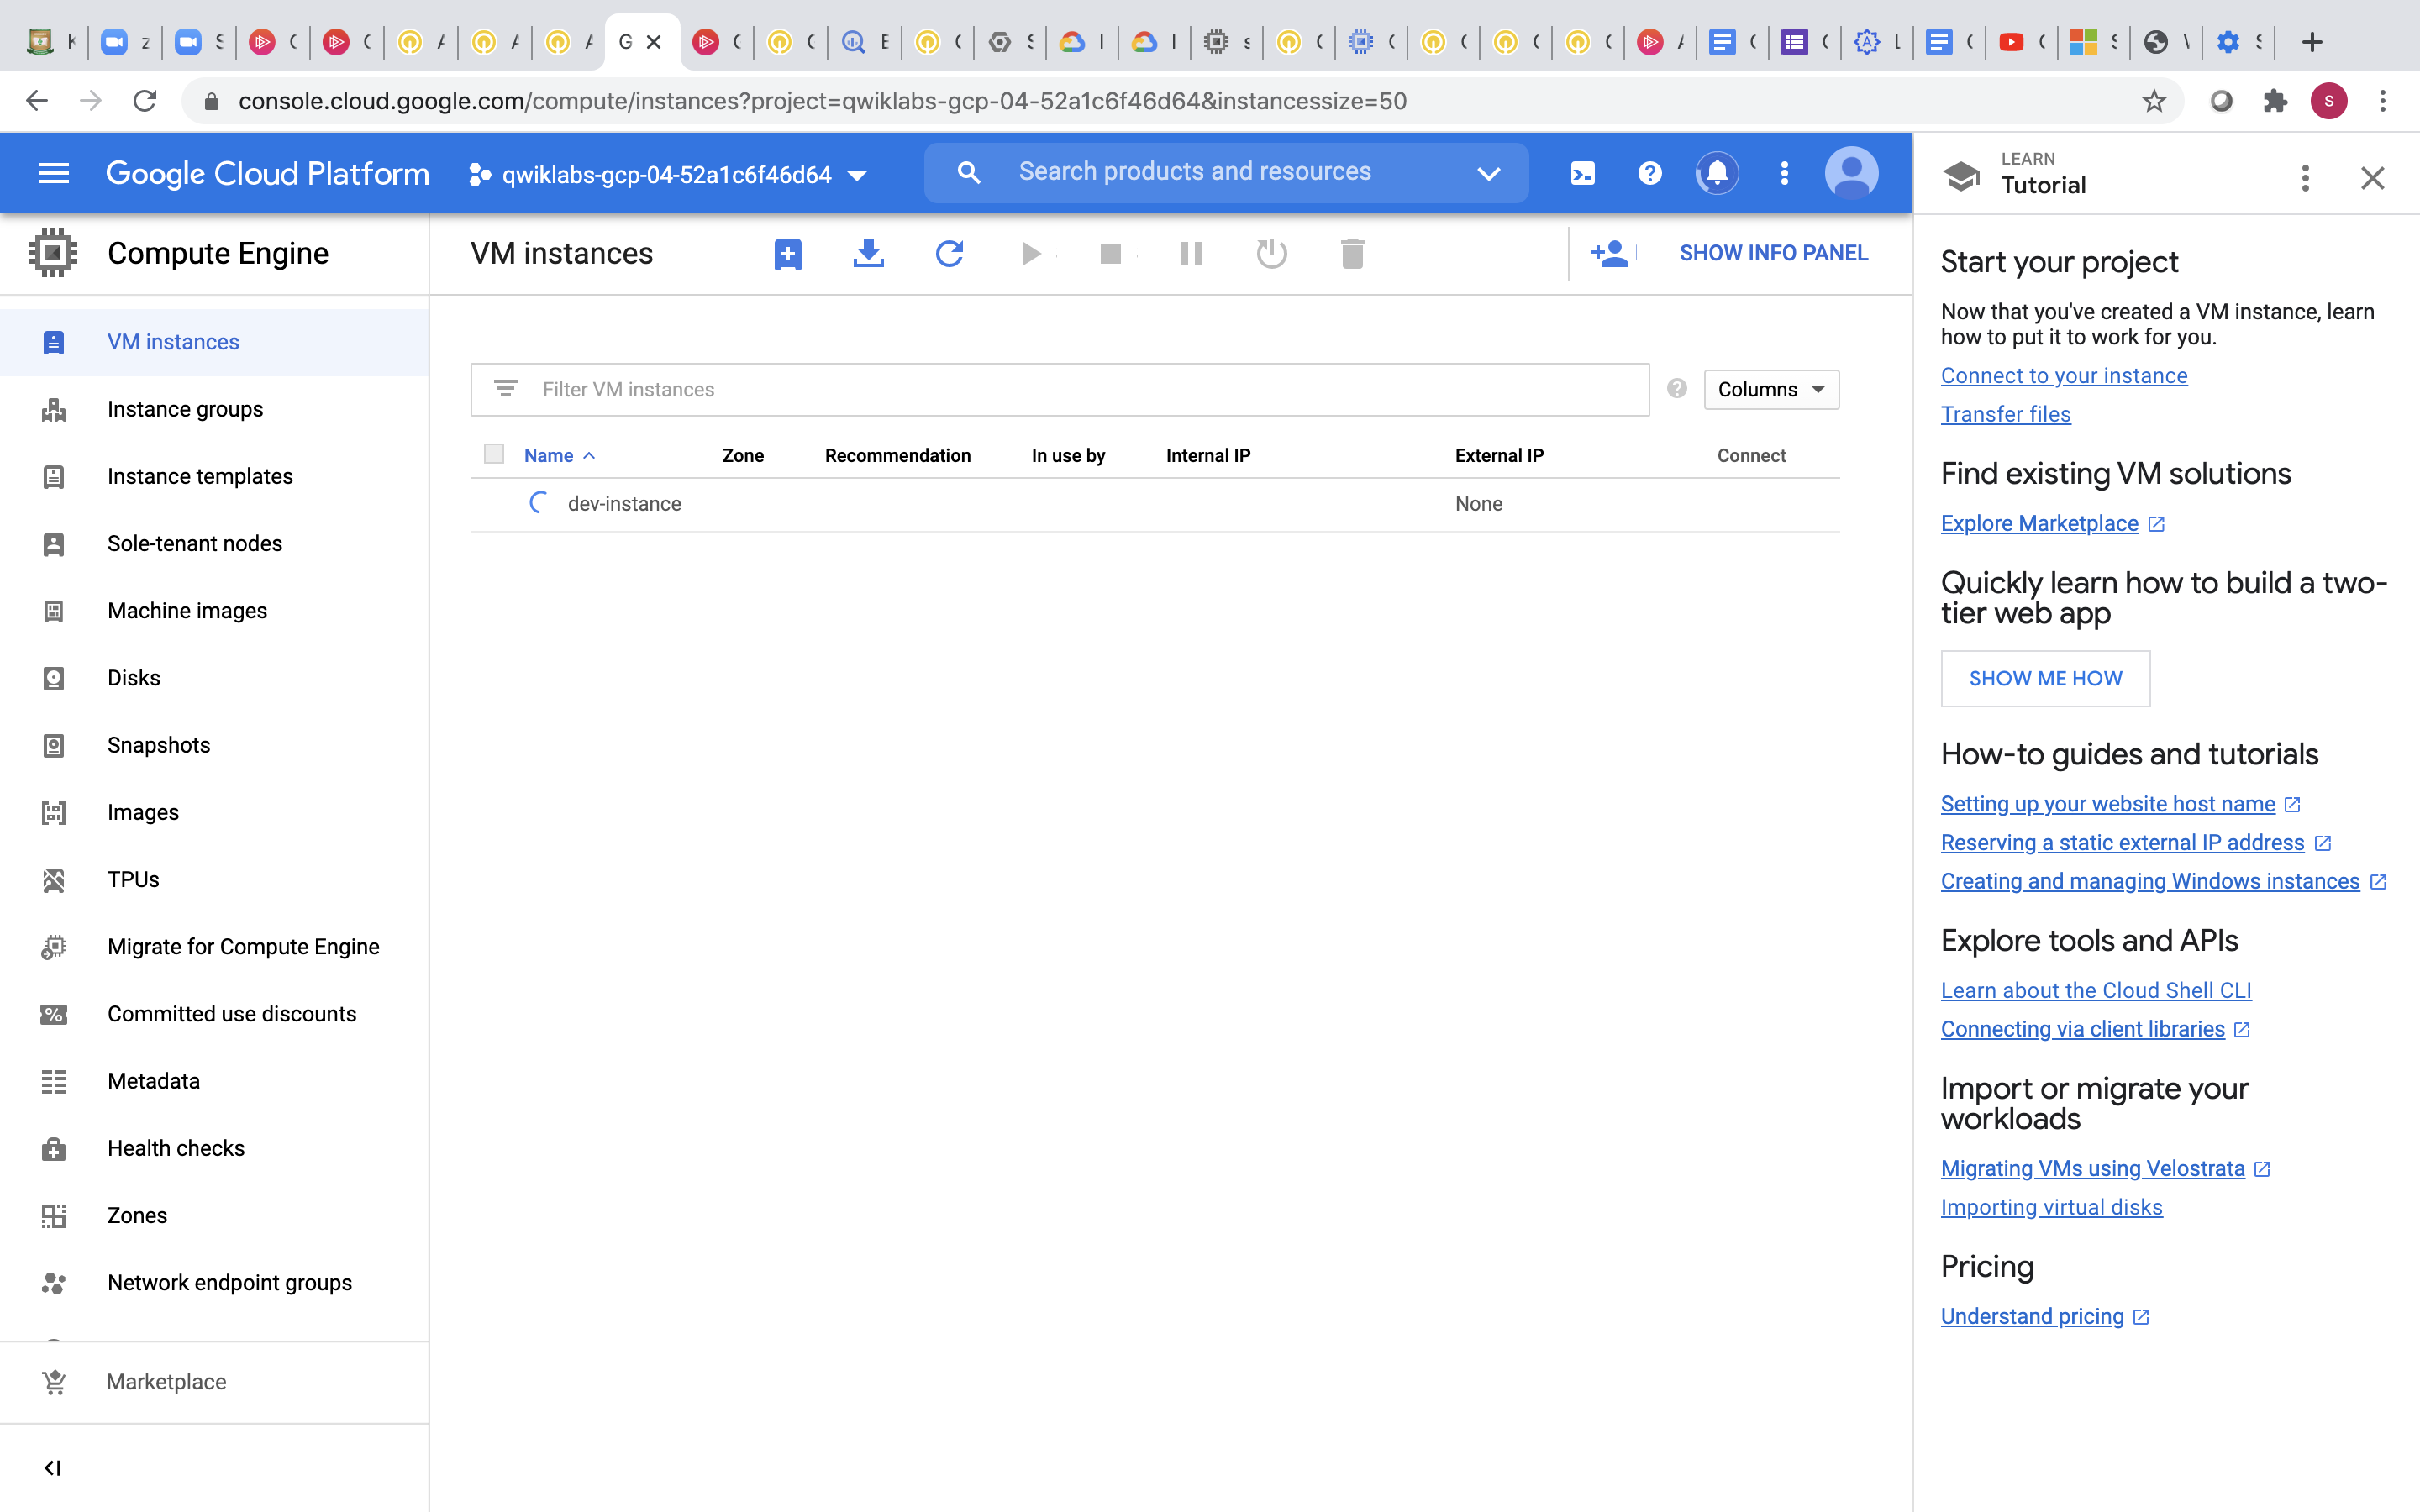 console.cloud.google.com/compute/instances?project=qwiklabs-gcp-04-52a1c6f46d64&instancessize=50
S
Google Cloud Platform
qwiklabs-gcp-04-52a1c6f46d64
Search products and resources
LEARN
Tutorial
Compute Engine
VM instances
SHOW INFO PANEL
VM instances
Instance groups
Instance templates
Sole-tenant nodes
Machine images
Disks
Snapshots
Images
TPUs
Migrate for Compute Engine
Committed use discounts
Metadata
Health checks
Zones
Network endpoint groups
Marketplace
Filter VM instances
Columns
Name
Zone
Recommendation
In use by
Internal IP
External IP
Connect
dev-instance
None
Start your project
Now that you've created a VM instance, learn
how to put it to work for you.
Connect to your instance
Transfer files
Find existing VM solutions
Explore Marketplace
Quickly learn how to build a two-
tier web app
SHOW ME HOW
How-to guides and tutorials
Setting up your website host name
Reserving a static external IP address
Creating and managing Windows instances
Explore tools and APIs
Learn about the Cloud Shell CLI
Connecting via client libraries
Import or migrate your
workloads
Migrating VMs using Velostrata
Importing virtual disks
Pricing
Understand pricing